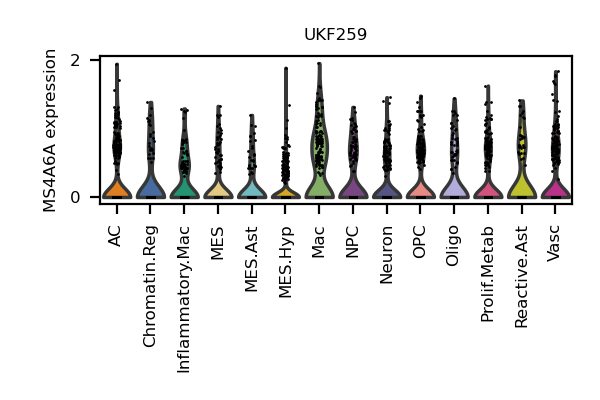 UKF259
MS4A6A expression
2
0
AC
Chromatin.Reg
Inflammatory.Mac
MES
MES.Ast
MES.Hyp
Mac
NPC
Neuron
OPC
Oligo
Prolif.Metab
Reactive.Ast
Vasc